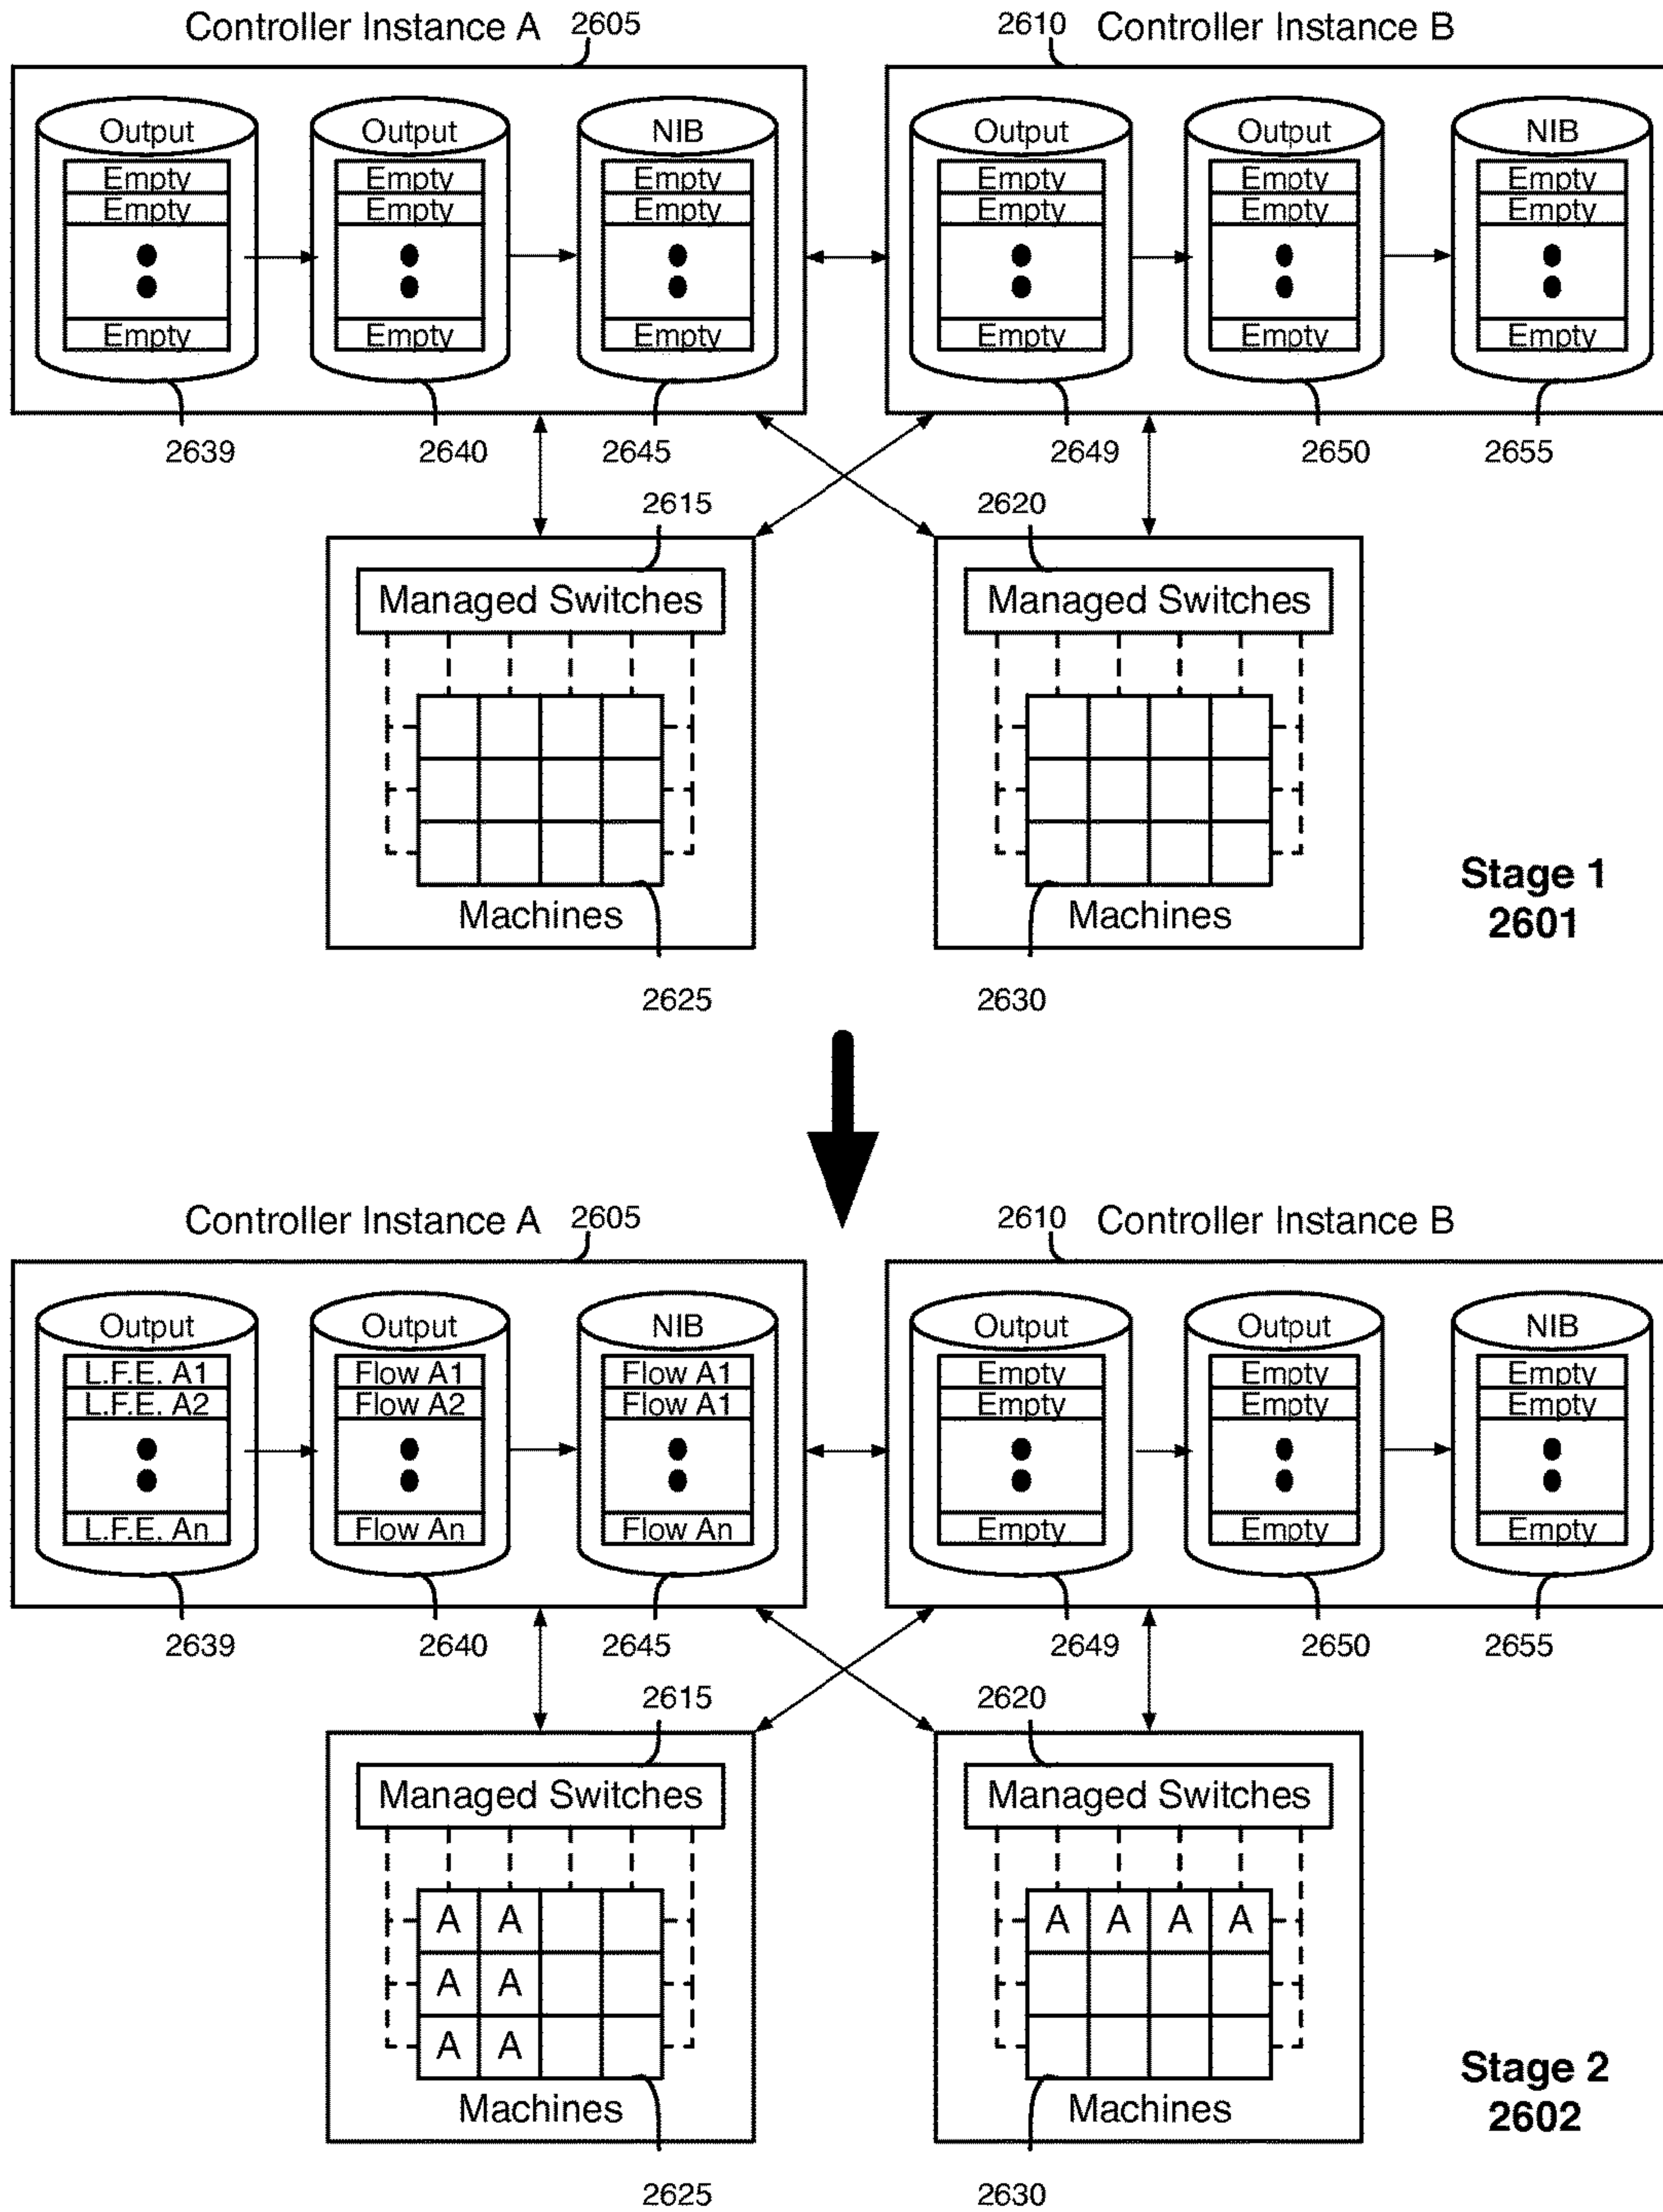 Controller Instance A 2605
2610 Controller Instance B
Output Output NIB Output Output NIB
Empty Empty Empty Empty Empty Empty
Empty Empty Empty Empty Empty Empty
Empty Empty Empty Empty Empty Empty
2639 2640 2645 2649 2650 2655
2615 2620
Managed Switches Managed Switches
Machines Machines
Stage 1
2601
2625 2630
Controller Instance A 2605
2610 Controller Instance B
Output Output NIB Output Output NIB
L.F.E. A1 Flow A1 Flow A1 Empty Empty Empty
L.F.E. A2 Flow A2 Flow A1 Empty Empty Empty
L.F.E. An Flow An Flow An Empty Empty Empty
2639 2640 2645 2649 2650 2655
2615 2620
Managed Switches Managed Switches
A A A A A A
A A
A A
Machines Machines
Stage 2
2602
2625 2630